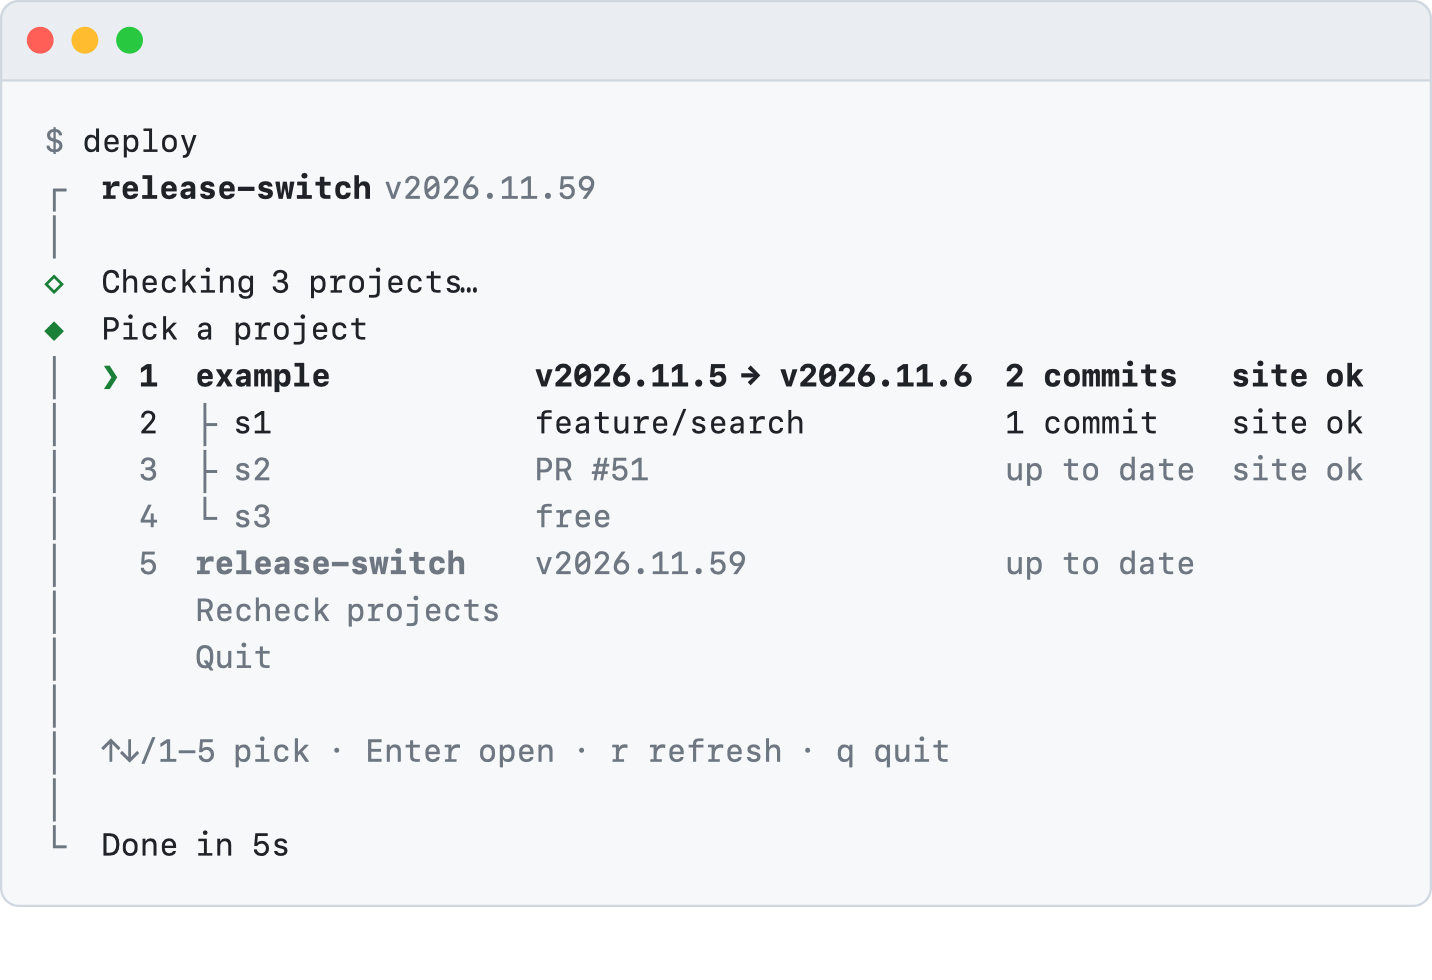 $ deploy
┌  release-switch v2026.11.59
│
◇  Checking 3 projects…
◆  Pick a project
│  ❯ 1  example           v2026.11.5 → v2026.11.6  2 commits   site ok
│    2  ├ s1              feature/search           1 commit    site ok
│    3  ├ s2              PR #51                   up to date  site ok
│    4  └ s3              free
│    5  release-switch    v2026.11.59              up to date
│       Recheck projects
│       Quit
│
│  ↑↓/1–5 pick · Enter open · r refresh · q quit
│
└  Done in 5s